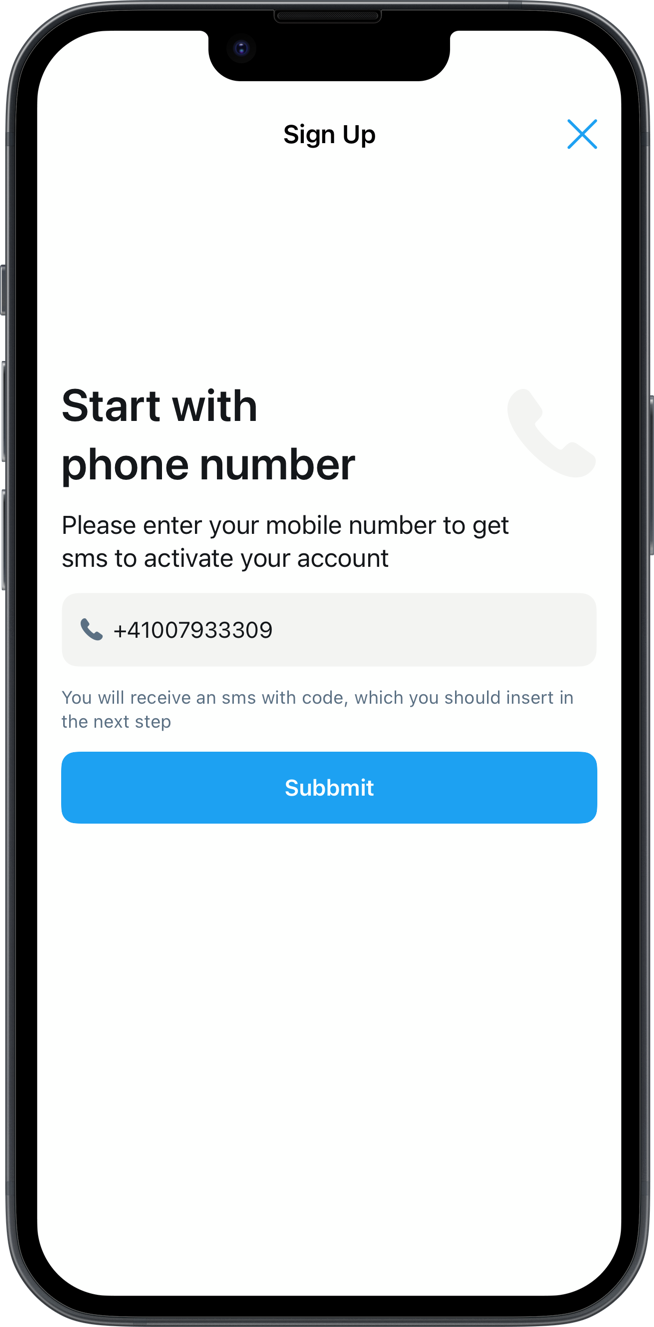 Sign Up
Start with
phone number
Please enter your mobile number to get
sms to activate your account
+41007933309
You will receive an sms with code, which you should insert in
the next step
Subbmit